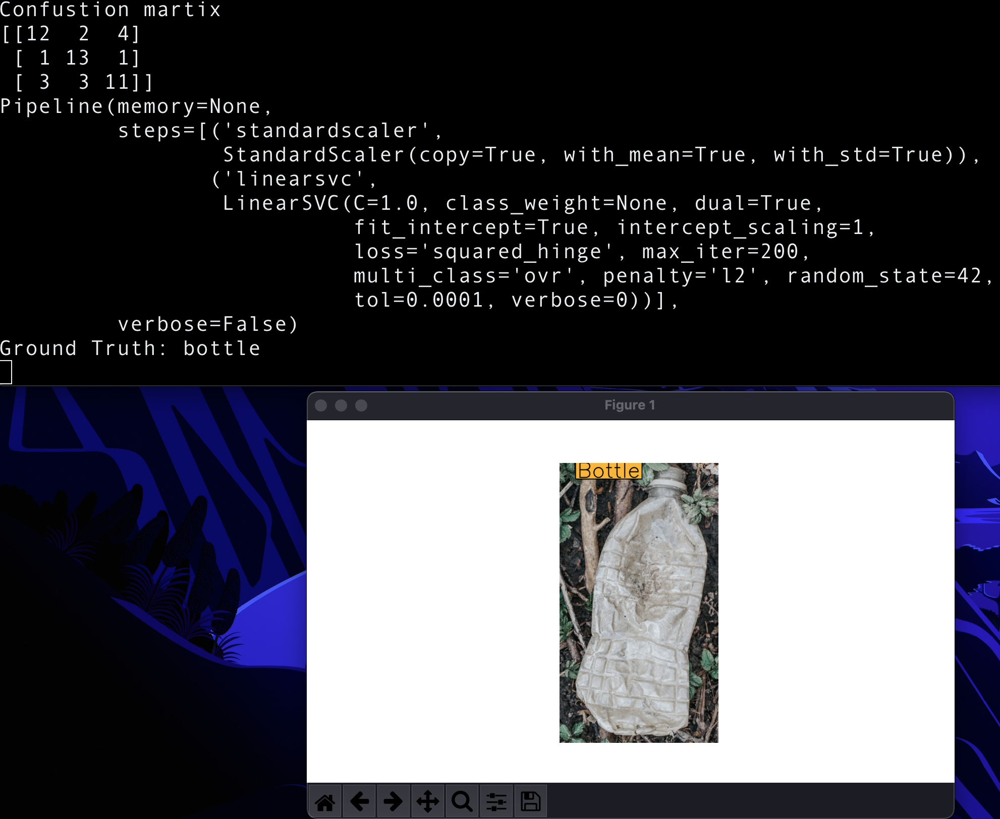 Confustion martix
[[12  2  4]
 [ 1 13  1]
 [ 3  3 11]]
Pipeline(memory=None,
         steps=[('standardscaler',
                 StandardScaler(copy=True, with_mean=True, with_std=True)),
                ('linearsvc',
                 LinearSVC(C=1.0, class_weight=None, dual=True,
                           fit_intercept=True, intercept_scaling=1,
                           loss='squared_hinge', max_iter=200,
                           multi_class='ovr', penalty='l2', random_state=42,
                           tol=0.0001, verbose=0))],
         verbose=False)
Ground Truth: bottle
Figure 1
Bottle